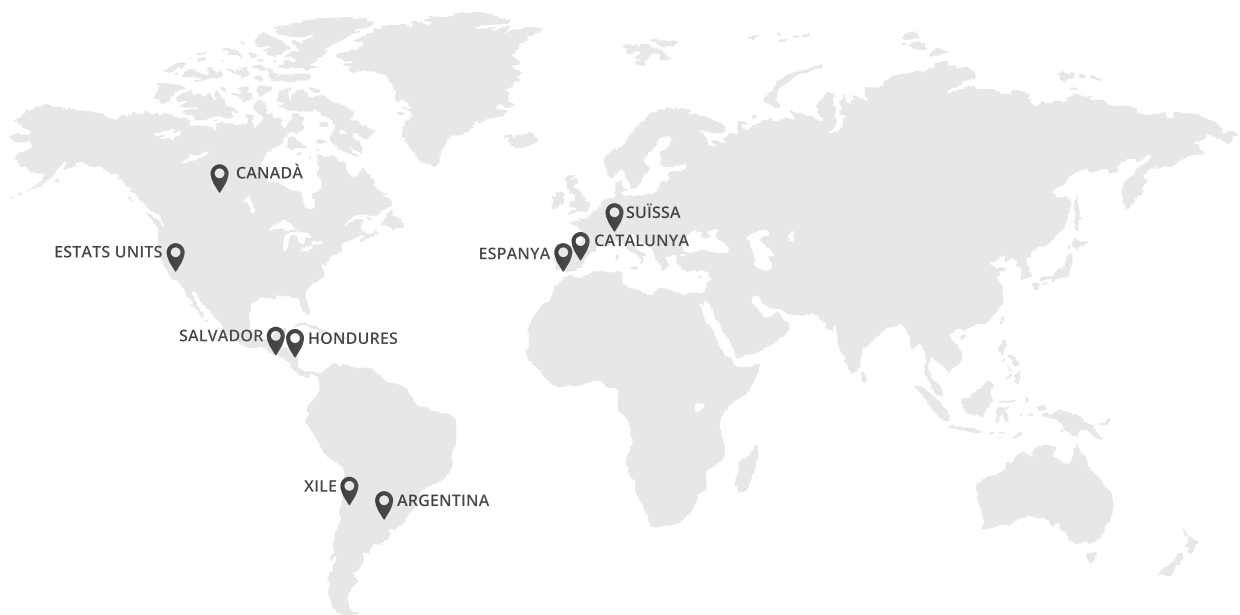 CANADÀ
SUÏSSA
CATALUNYA
ESTATS UNITS
ESPANYA
SALVADOR
HONDURES
XILE
ARGENTINA